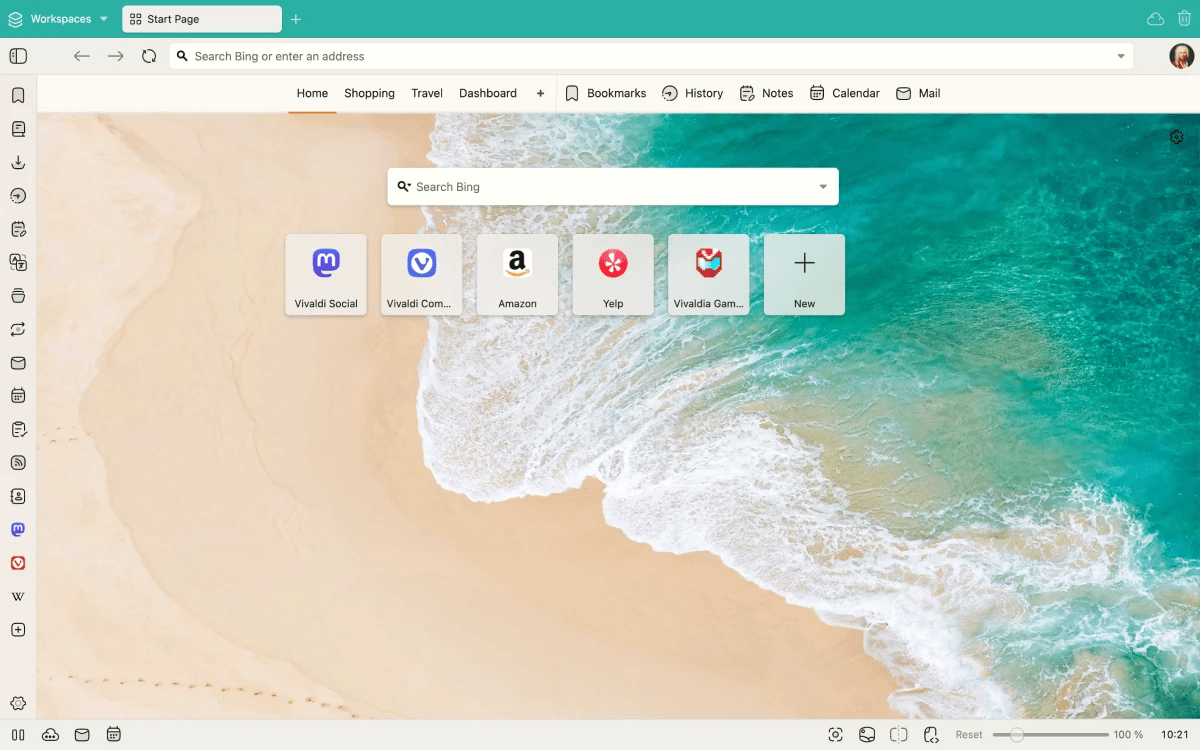 Workspaces
Start Page
Search Bing or enter an address
Home Shopping Travel Dashboard Bookmarks History Notes Calendar Mail
Search Bing
Vivaldi Social Vivaldi Com... Amazon Yelp Vivaldia Gam... New
Reset 100 % 10:21